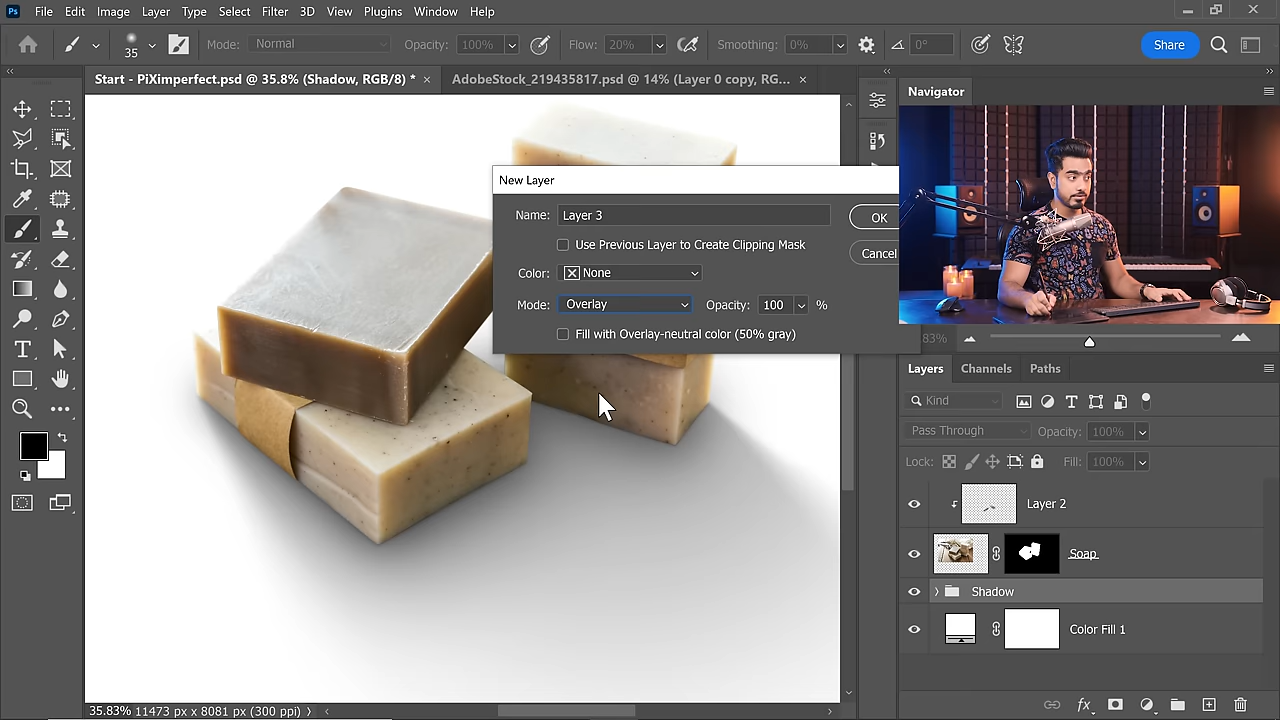 Ps File Edit Image Layer Type Select Filter 3D View Plugins Window Help
35 Mode: Normal Opacity: 100% Flow: 20% Smoothing: 0% 0° Share
Start - PiXimperfect.psd @ 35.8% (Shadow, RGB/8) * × AdobeStock_219435817.psd @ 14% (Layer 0 copy, RG... ×
Navigator
New Layer
Name: Layer 3 OK
Use Previous Layer to Create Clipping Mask
Cancel
Color: None
Mode: Overlay Opacity: 100 %
Fill with Overlay-neutral color (50% gray)
83%
Layers Channels Paths
Kind
Pass Through Opacity: 100%
Lock: Fill: 100%
Layer 2
Soap
Shadow
Color Fill 1
fx
35.83% 11473 px x 8081 px (300 ppi)